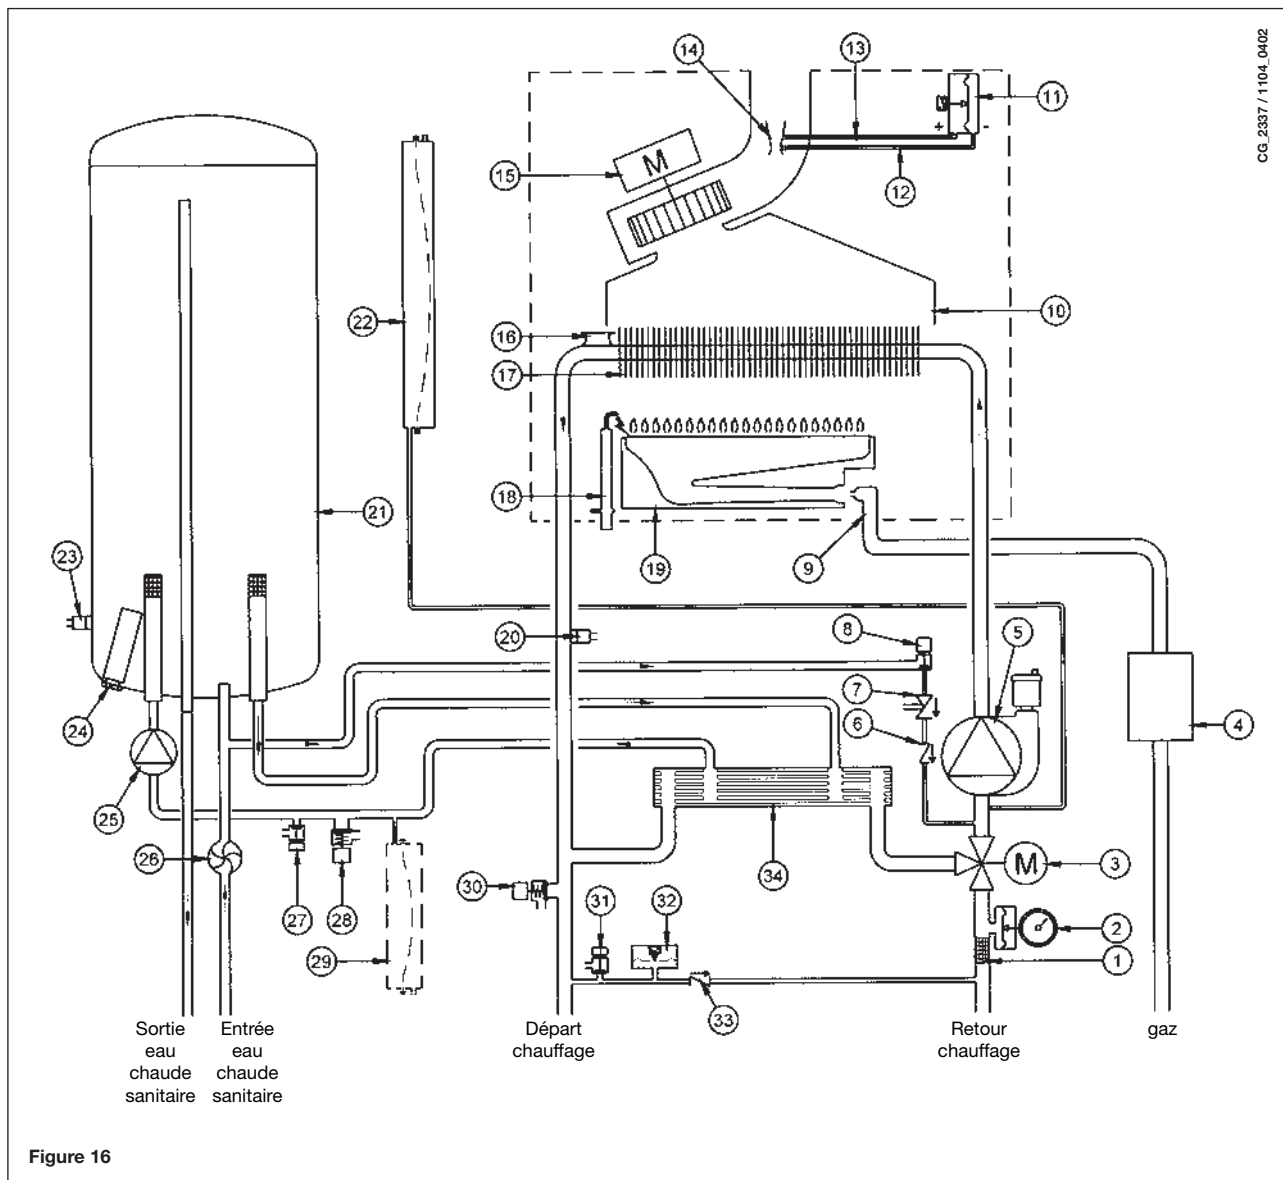 CG_2337 / 1104_0402
14
13
11
15
M
12
22
10
16
17
18
21
19
9
23
20
8
5
7
24
6
4
25
26
M
3
30
34
31
32
27
28
2
29
1
33
Sortie
eau
chaude
sanitaire
Entrée
eau
chaude
sanitaire
Départ
chauffage
Retour
chauffage
gaz
+ -
Figure 16